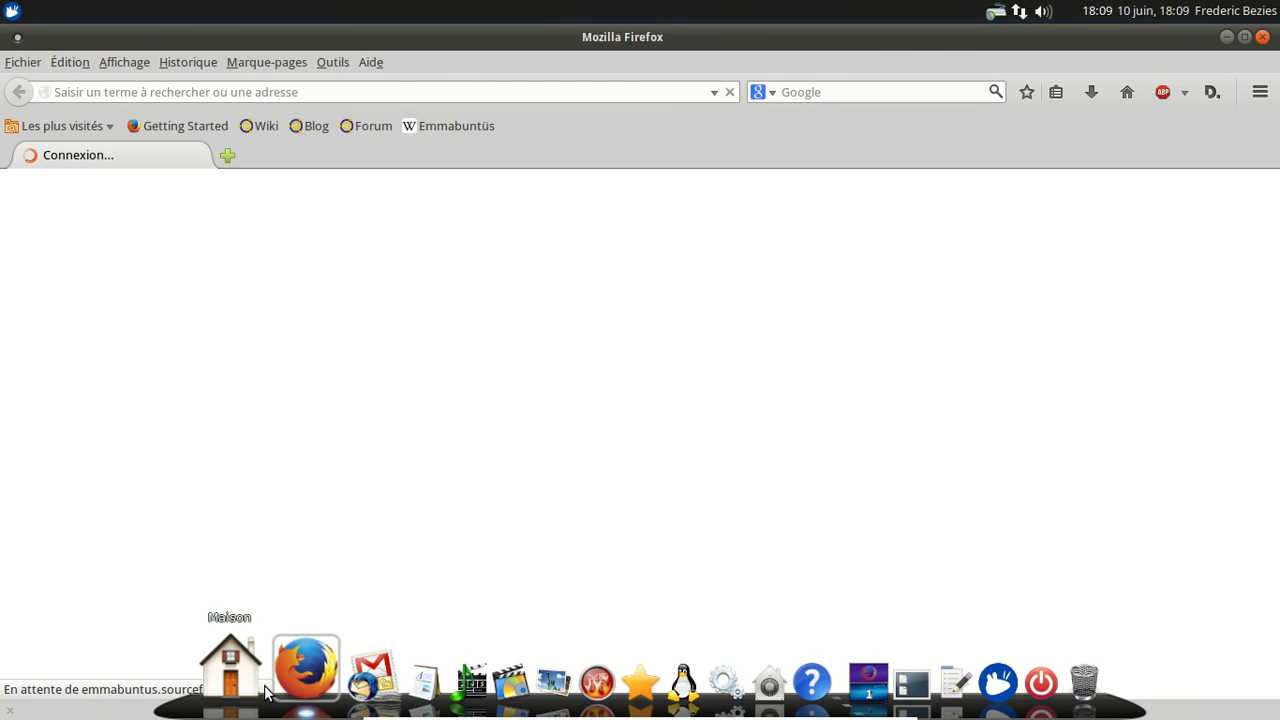 18:09 10 juin, 18:09 Frederic Bezies
Mozilla Firefox
Fichier Édition Affichage Historique Marque-pages Outils Aide
Saisir un terme à rechercher ou une adresse
Google
ABP
D.
Les plus visités Getting Started Wiki Blog Forum Emmabuntüs
Connexion...
Maison
En attente de emmabuntus.sourcef
1